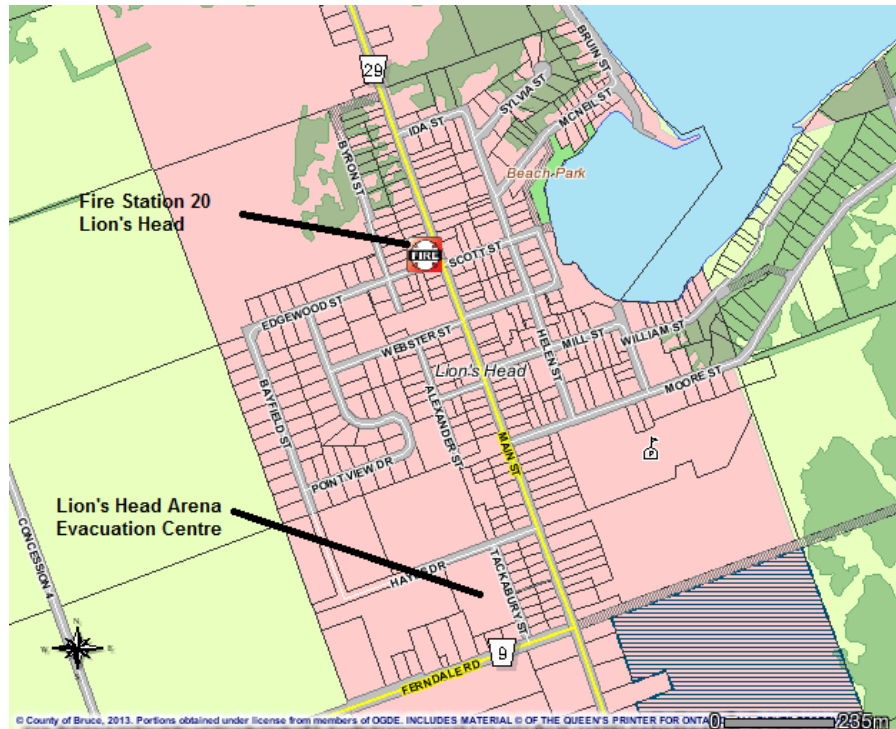 BRUIN ST
29
SYLVIA ST
IDA ST
MCNEIL ST
BYRON ST
Beach Park
Fire Station 20
Lion's Head
FIRE
SCOTT ST
EDGEWOOD ST
WEBSTER ST
MILL ST
WILLIAM ST
HELEN ST
Lion's Head
MOORE ST
BAYFIELD ST
ALEXANDER ST
MAIN ST
P
POINT VIEW DR
Lion's Head Arena
Evacuation Centre
CONCESSION 4
HAYES DR
TACKABURY ST
N
9
FERNDALE RD
© County of Bruce, 2013. Portions obtained under license from members of OGDE. INCLUDES MATERIAL © OF THE QUEEN'S PRINTER FOR
0 235m